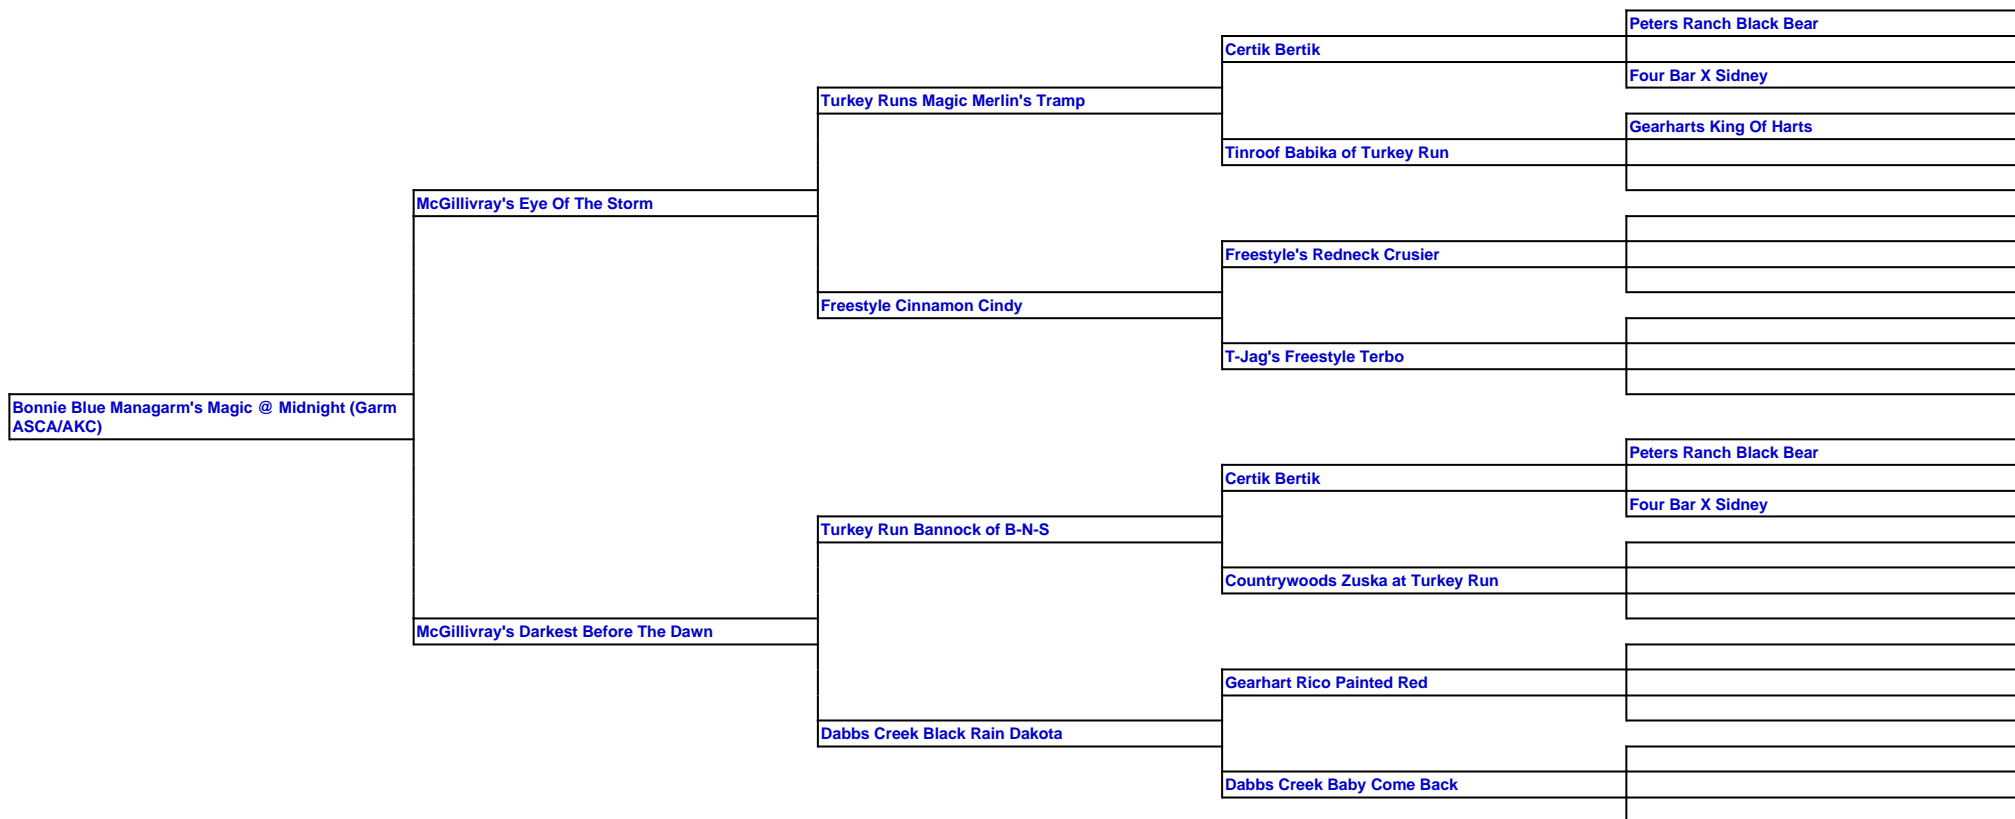 Peters Ranch Black Bear
Certik Bertik
Four Bar X Sidney
Turkey Runs Magic Merlin's Tramp
Gearharts King Of Harts
Tinroof Babika of Turkey Run
McGillivray's Eye Of The Storm
Freestyle's Redneck Crusier
Freestyle Cinnamon Cindy
T-Jag's Freestyle Terbo
Bonnie Blue Managarm's Magic @ Midnight (Garm
ASCA/AKC)
Peters Ranch Black Bear
Certik Bertik
Four Bar X Sidney
Turkey Run Bannock of B-N-S
Countrywoods Zuska at Turkey Run
McGillivray's Darkest Before The Dawn
Gearhart Rico Painted Red
Dabbs Creek Black Rain Dakota
Dabbs Creek Baby Come Back